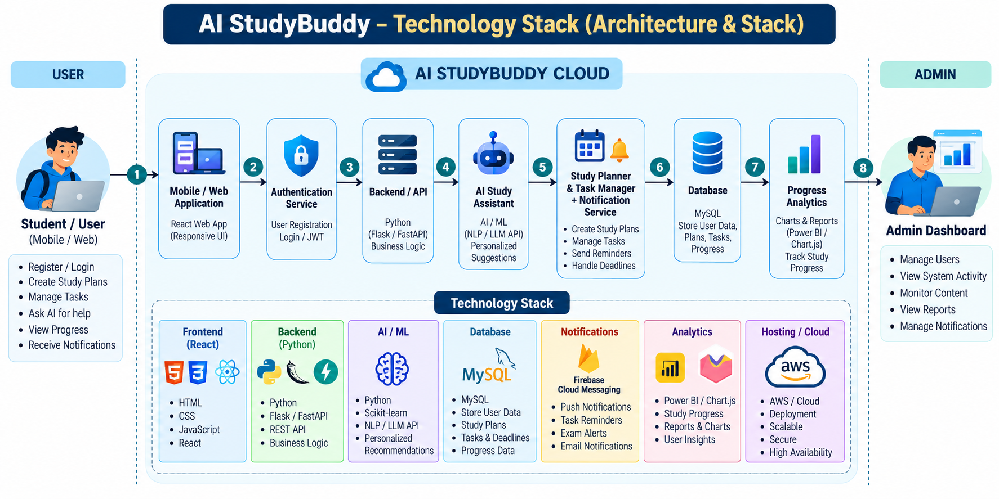 AI StudyBuddy – Technology Stack (Architecture & Stack)
USER
AI STUDYBUDDY CLOUD
ADMIN
Student / User
(Mobile / Web)
Register / Login
Create Study Plans
Manage Tasks
Ask AI for help
View Progress
Receive Notifications
1
Mobile / Web
Application
React Web App
(Responsive UI)
2
Authentication
Service
User Registration
Login / JWT
3
Backend / API
Python
(Flask / FastAPI)
Business Logic
4
AI Study
Assistant
AI / ML
(NLP / LLM API)
Personalized
Suggestions
5
Study Planner
& Task Manager
+ Notification
Service
Create Study Plans
Manage Tasks
Send Reminders
Handle Deadlines
6
Database
MySQL
Store User Data,
Plans, Tasks,
Progress
7
Progress
Analytics
Charts & Reports
(Power BI /
Chart.js)
Track Study
Progress
8
Admin Dashboard
Manage Users
View System Activity
Monitor Content
View Reports
Manage Notifications
Technology Stack
Frontend
(React)
5
3
HTML
CSS
JavaScript
React
Backend
(Python)
Python
Flask / FastAPI
REST API
Business Logic
AI / ML
Python
Scikit-learn
NLP / LLM API
Personalized
Recommendations
Database
MySQL
MySQL
Store User Data
Study Plans
Tasks & Deadlines
Progress Data
Notifications
Firebase
Cloud Messaging
Push Notifications
Task Reminders
Exam Alerts
Email Notifications
Analytics
Power BI / Chart.js
Study Progress
Reports & Charts
User Insights
Hosting / Cloud
aws
AWS / Cloud
Deployment
Scalable
Secure
High Availability